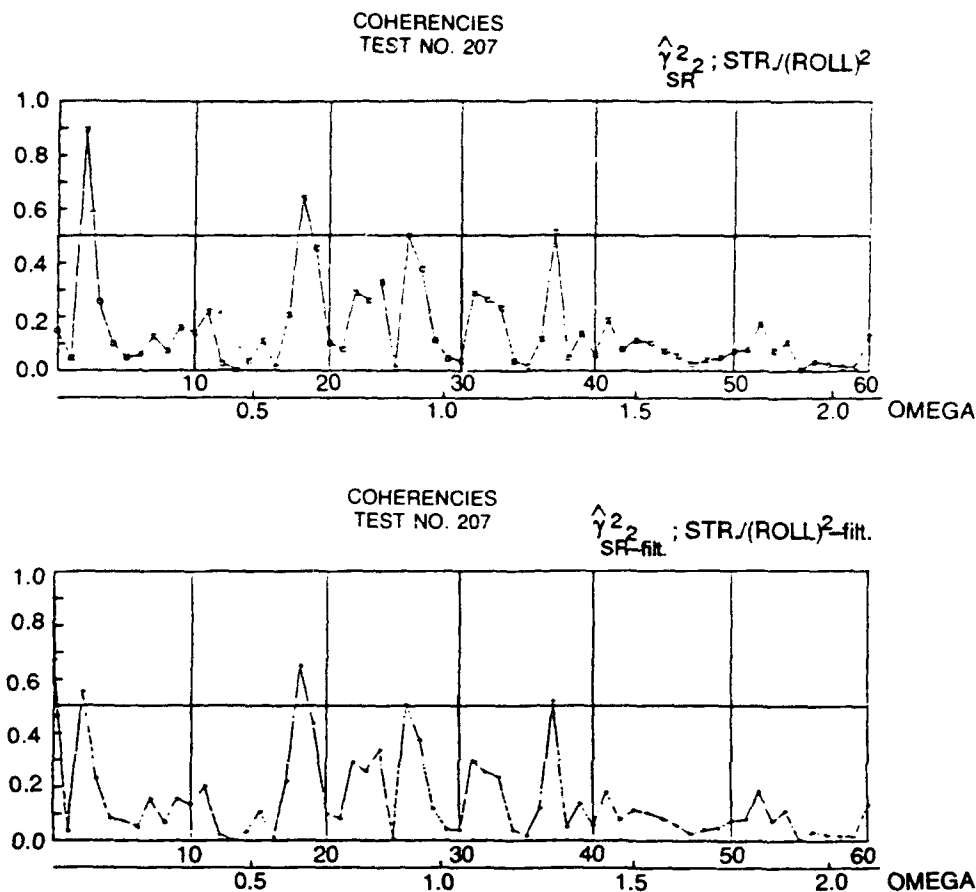 COHERENCIES
TEST NO. 207
γ̂²SR² ; STR./(ROLL)²
1.0
0.8
0.6
0.4
0.2
0.0
10 20 30 40 50 60
0.5 1.0 1.5 2.0 OMEGA
COHERENCIES
TEST NO. 207
γ̂²SR²–filt. ; STR./(ROLL)²–filt.
1.0
0.8
0.6
0.4
0.2
0.0
10 20 30 40 50 60
0.5 1.0 1.5 2.0 OMEGA